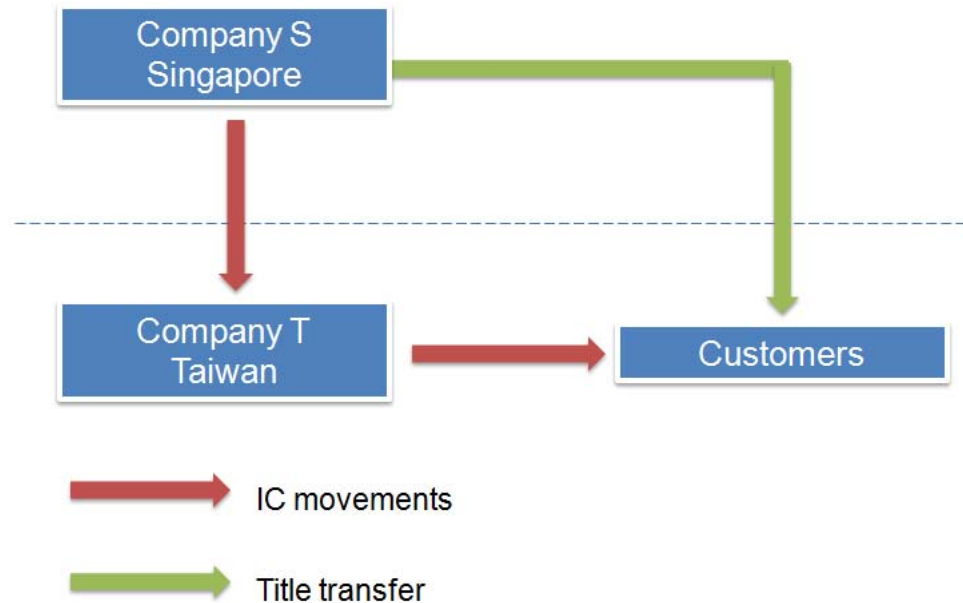 Company S
Singapore
Company T
Taiwan
Customers
IC movements
Title transfer